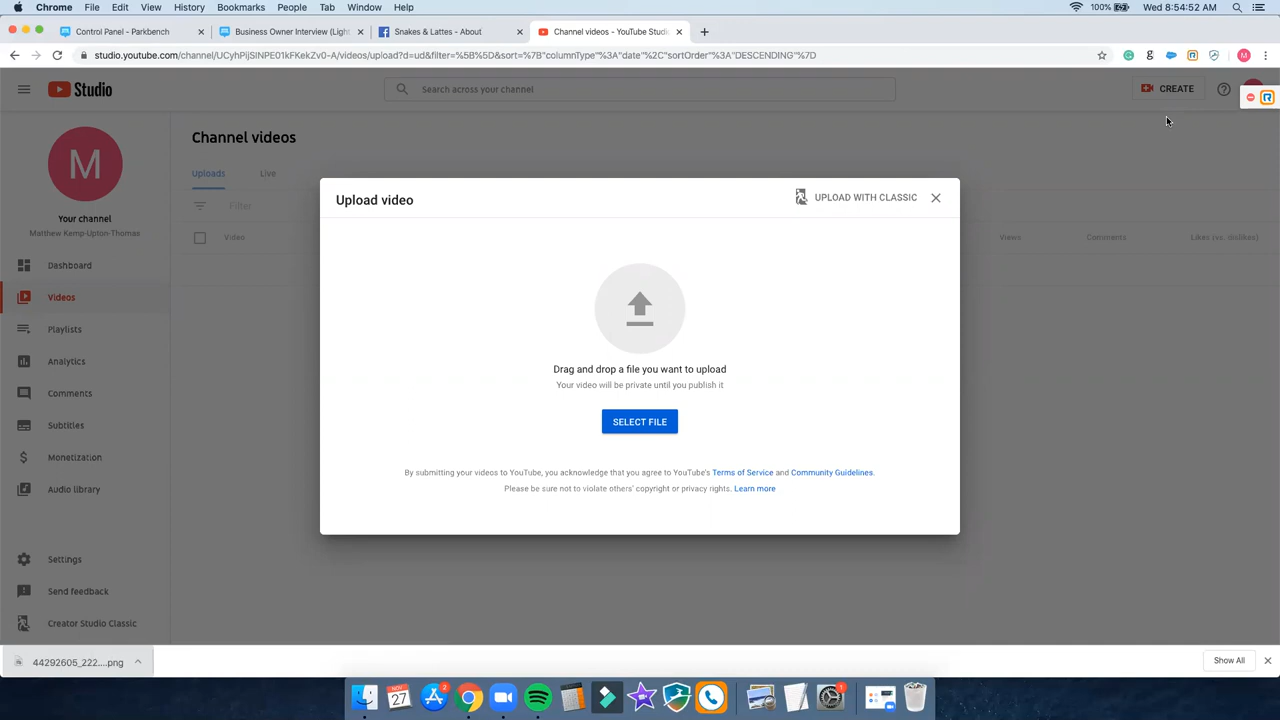 Chrome File Edit View History Bookmarks People Tab Window Help 100% Wed 8:54:52 AM
Control Panel - Parkbench Business Owner Interview (Light Snakes & Lattes - About Channel videos - YouTube Studio
studio.youtube.com/channel/UCyhPijSlNPE01kFKekZv0-A/videos/upload?d=ud&filter=%5B%5D&sort=%7B"columnType"%3A"date"%2C"sortOrder"%3A"DESCENDING"%7D
Studio
Search across your channel
CREATE
M
Your channel
Matthew Kemp-Upton-Thomas
Dashboard
Videos
Playlists
Analytics
Comments
Subtitles
$ Monetization
Audio library
Settings
Send feedback
Creator Studio Classic
Channel videos
Uploads Live
Filter
Video Views Comments Likes (vs. dislikes)
Upload video UPLOAD WITH CLASSIC
Drag and drop a file you want to upload
Your video will be private until you publish it
SELECT FILE
By submitting your videos to YouTube, you acknowledge that you agree to YouTube's Terms of Service and Community Guidelines.
Please be sure not to violate others' copyright or privacy rights. Learn more
44292605_222....png
Show All
NOV
27